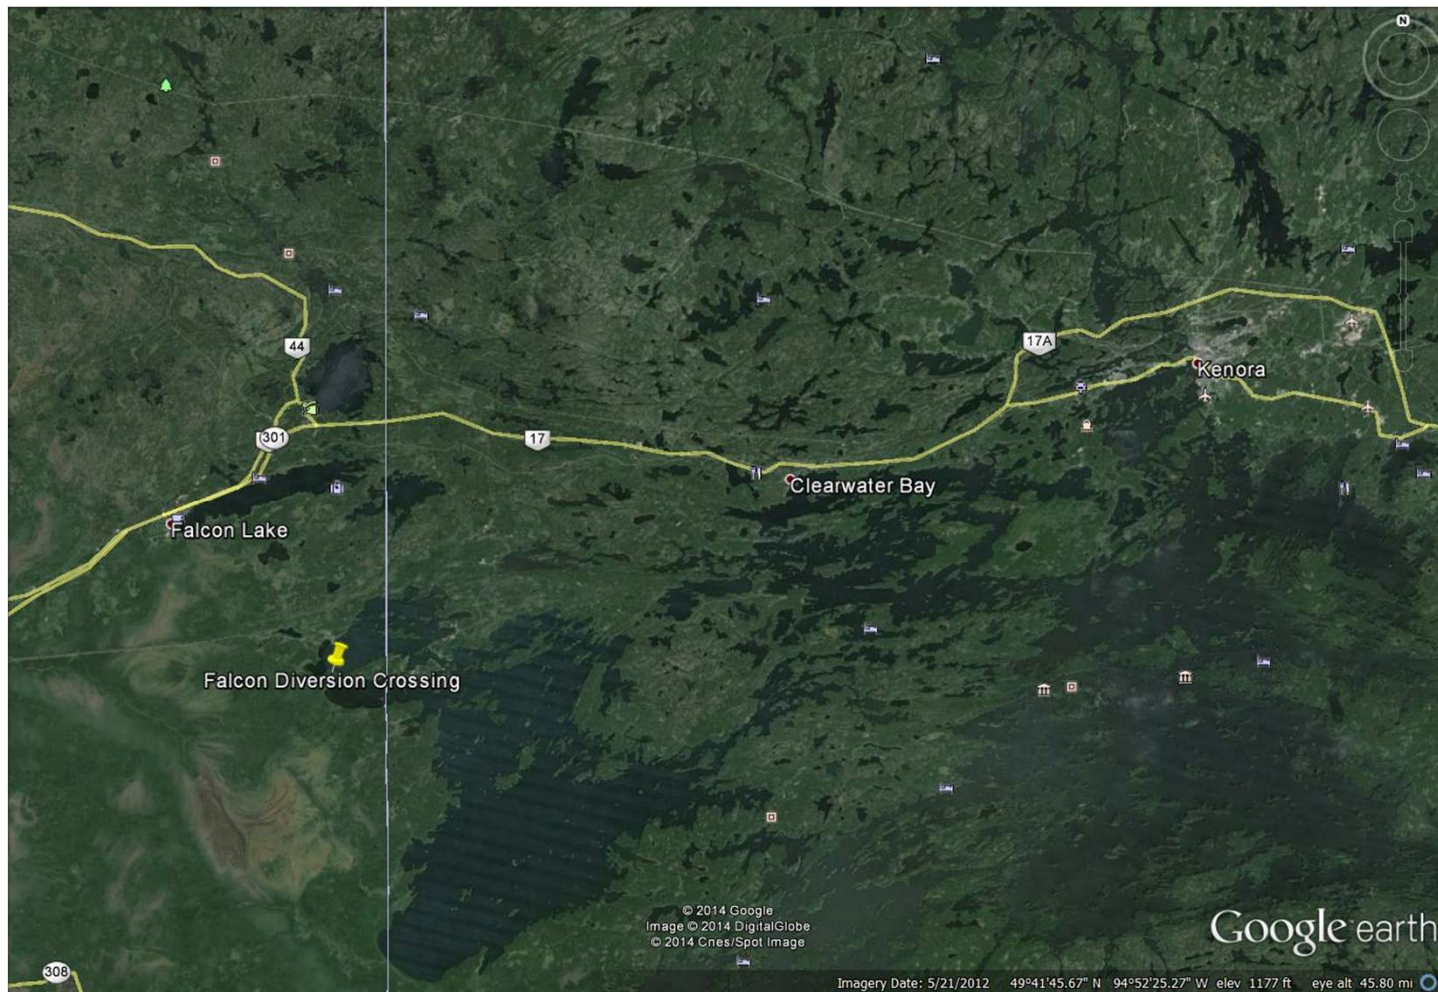 N
44
17A
Kenora
301
17
Clearwater Bay
Falcon Lake
Falcon Diversion Crossing
© 2014 Google
Image © 2014 DigitalGlobe
© 2014 Cnes/Spot Image
Google earth
308
Imagery Date: 5/21/2012 49°41'45.67" N 94°52'25.27" W elev 1177 ft eye alt 45.80 mi